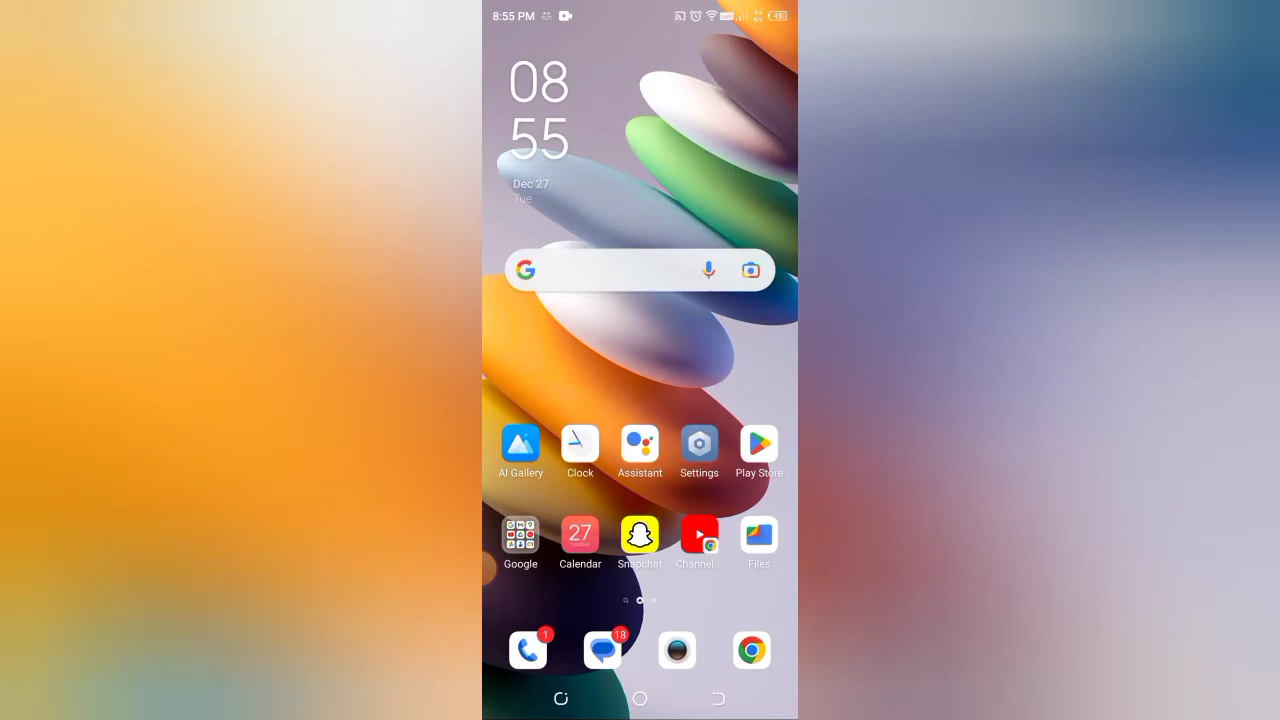 8:55 PM
08
55
Dec 27
Tue
AI Gallery Clock Assistant Settings Play Store
27
Google Calendar Snapchat Channel ... Files
1 18